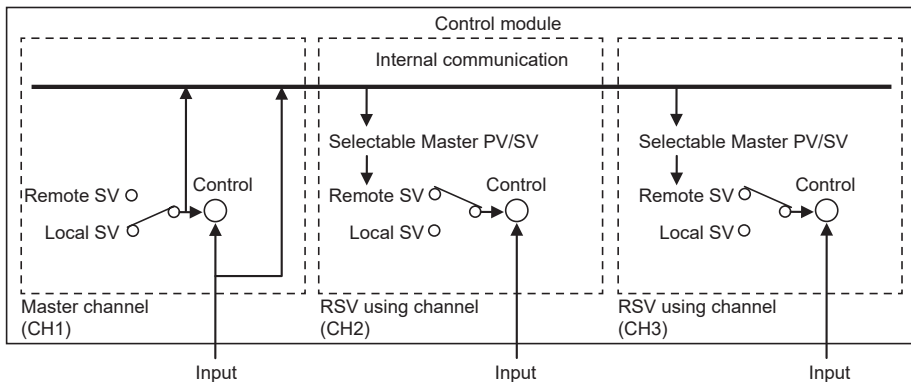 Control module
Internal communication
Selectable Master PV/SV
Selectable Master PV/SV
Remote SV
Control
Local SV
Remote SV
Control
Local SV
Remote SV
Control
Local SV
Master channel
(CH1)
RSV using channel
(CH2)
RSV using channel
(CH3)
Input
Input
Input